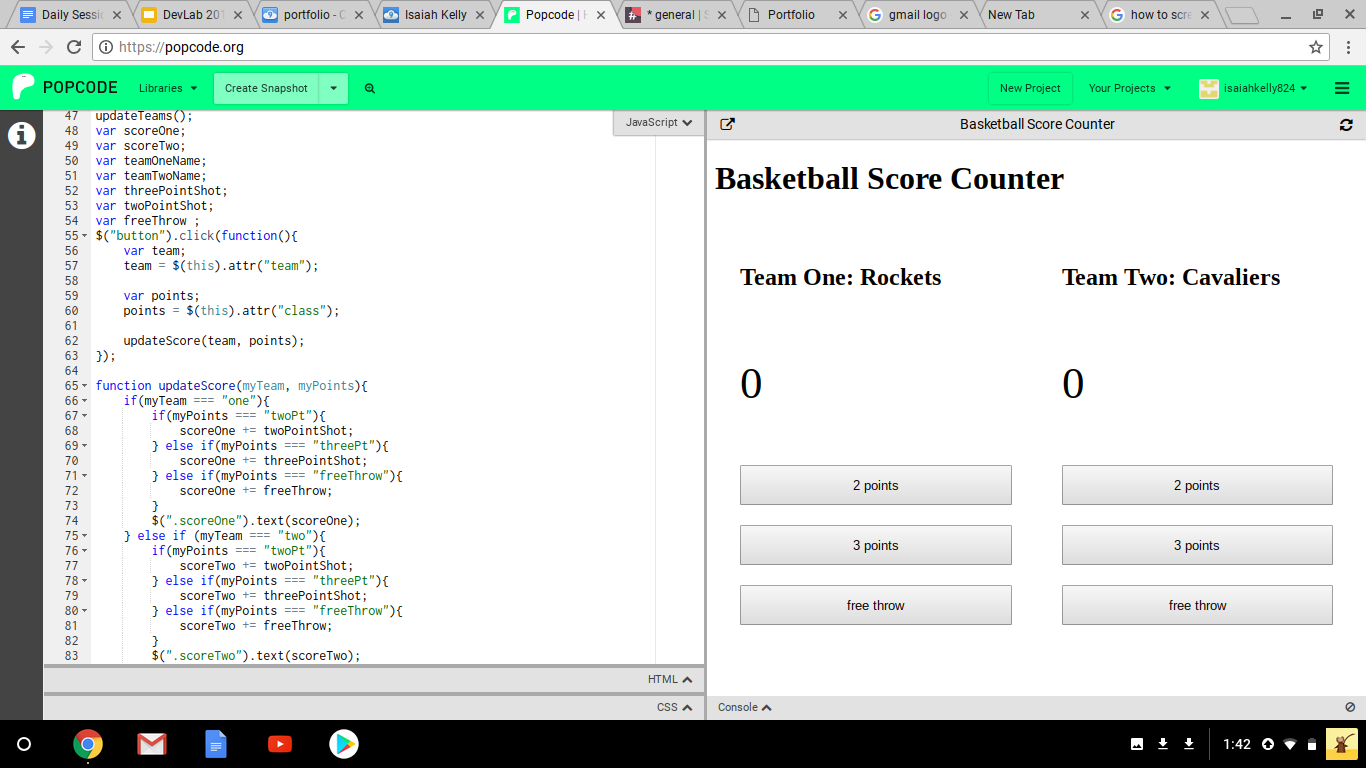 Daily Sessi
DevLab 201
portfolio - C
Isaiah Kelly
Popcode | H
* general | S
Portfolio
gmail logo
New Tab
how to scre
https://popcode.org
POPCODE
Libraries
Create Snapshot
New Project
Your Projects
isaiahkelly824
47 updateTeams();
48 var scoreOne;
49 var scoreTwo;
50 var teamOneName;
51 var teamTwoName;
52 var threePointShot;
53 var twoPointShot;
54 var freeThrow ;
55 $("button").click(function(){
56 var team;
57 team = $(this).attr("team");
58
59 var points;
60 points = $(this).attr("class");
61
62 updateScore(team, points);
63 });
64
65 function updateScore(myTeam, myPoints){
66 if(myTeam === "one"){
67 if(myPoints === "twoPt"){
68 scoreOne += twoPointShot;
69 } else if(myPoints === "threePt"){
70 scoreOne += threePointShot;
71 } else if(myPoints === "freeThrow"){
72 scoreOne += freeThrow;
73 }
74 $(".scoreOne").text(scoreOne);
75 } else if (myTeam === "two"){
76 if(myPoints === "twoPt"){
77 scoreTwo += twoPointShot;
78 } else if(myPoints === "threePt"){
79 scoreTwo += threePointShot;
80 } else if(myPoints === "freeThrow"){
81 scoreTwo += freeThrow;
82 }
83 $(".scoreTwo").text(scoreTwo);
JavaScript
HTML
CSS
Basketball Score Counter
Basketball Score Counter
Team One: Rockets
Team Two: Cavaliers
0
0
2 points
2 points
3 points
3 points
free throw
free throw
Console
1:42